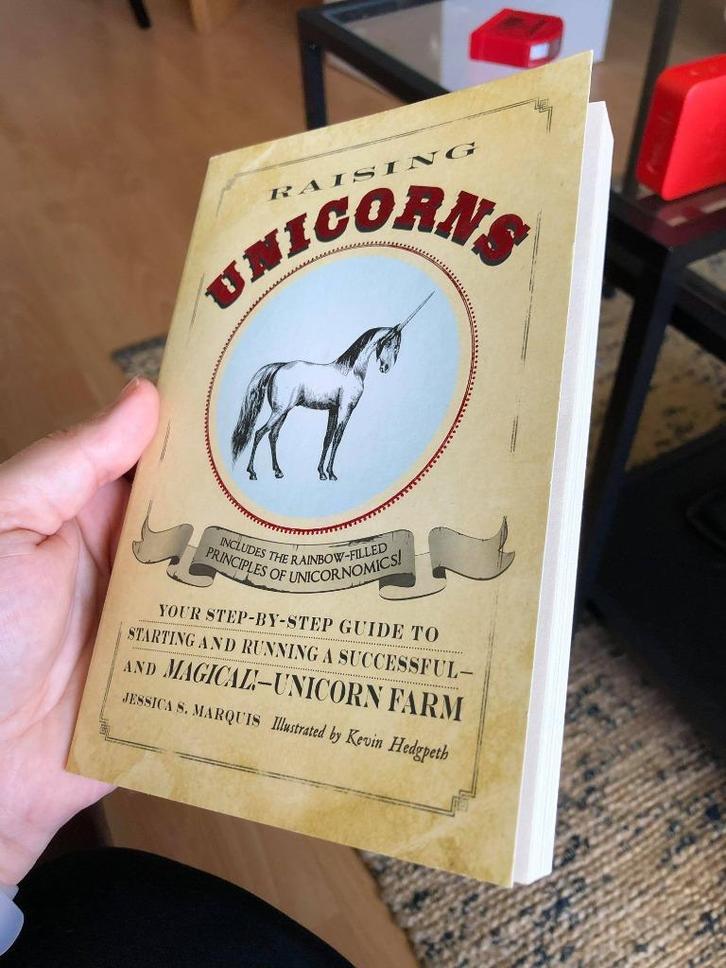 RAISING
UNICORNS
INCLUDES THE RAINBOW-FILLED
PRINCIPLES OF UNICORNOMICS!
YOUR STEP-BY-STEP GUIDE TO
STARTING AND RUNNING A SUCCESSFUL—
AND MAGICAL!—UNICORN FARM
JESSICA S. MARQUIS Illustrated by Kevin Hedgpeth